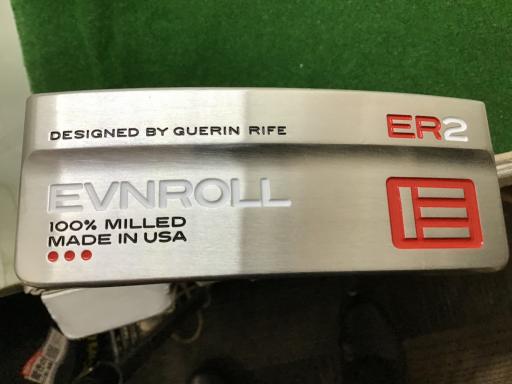 DESIGNED BY GUERIN RIFE
ER2
EVNROLL
100% MILLED
MADE IN USA